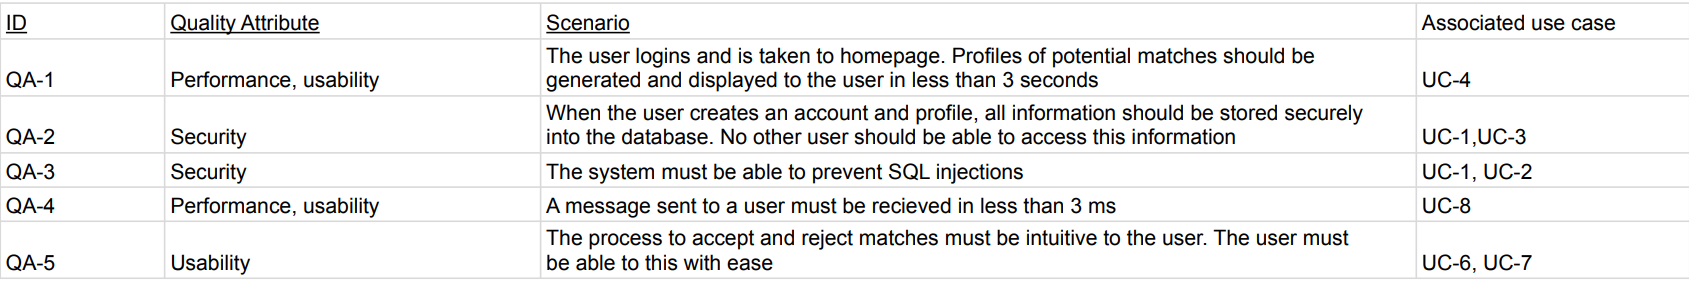 ID Quality Attribute Scenario Associated use case
The user logins and is taken to homepage. Profiles of potential matches should be
QA-1 Performance, usability generated and displayed to the user in less than 3 seconds UC-4
When the user creates an account and profile, all information should be stored securely
QA-2 Security into the database. No other user should be able to access this information UC-1,UC-3
QA-3 Security The system must be able to prevent SQL injections UC-1, UC-2
QA-4 Performance, usability A message sent to a user must be recieved in less than 3 ms UC-8
The process to accept and reject matches must be intuitive to the user. The user must
QA-5 Usability be able to this with ease UC-6, UC-7